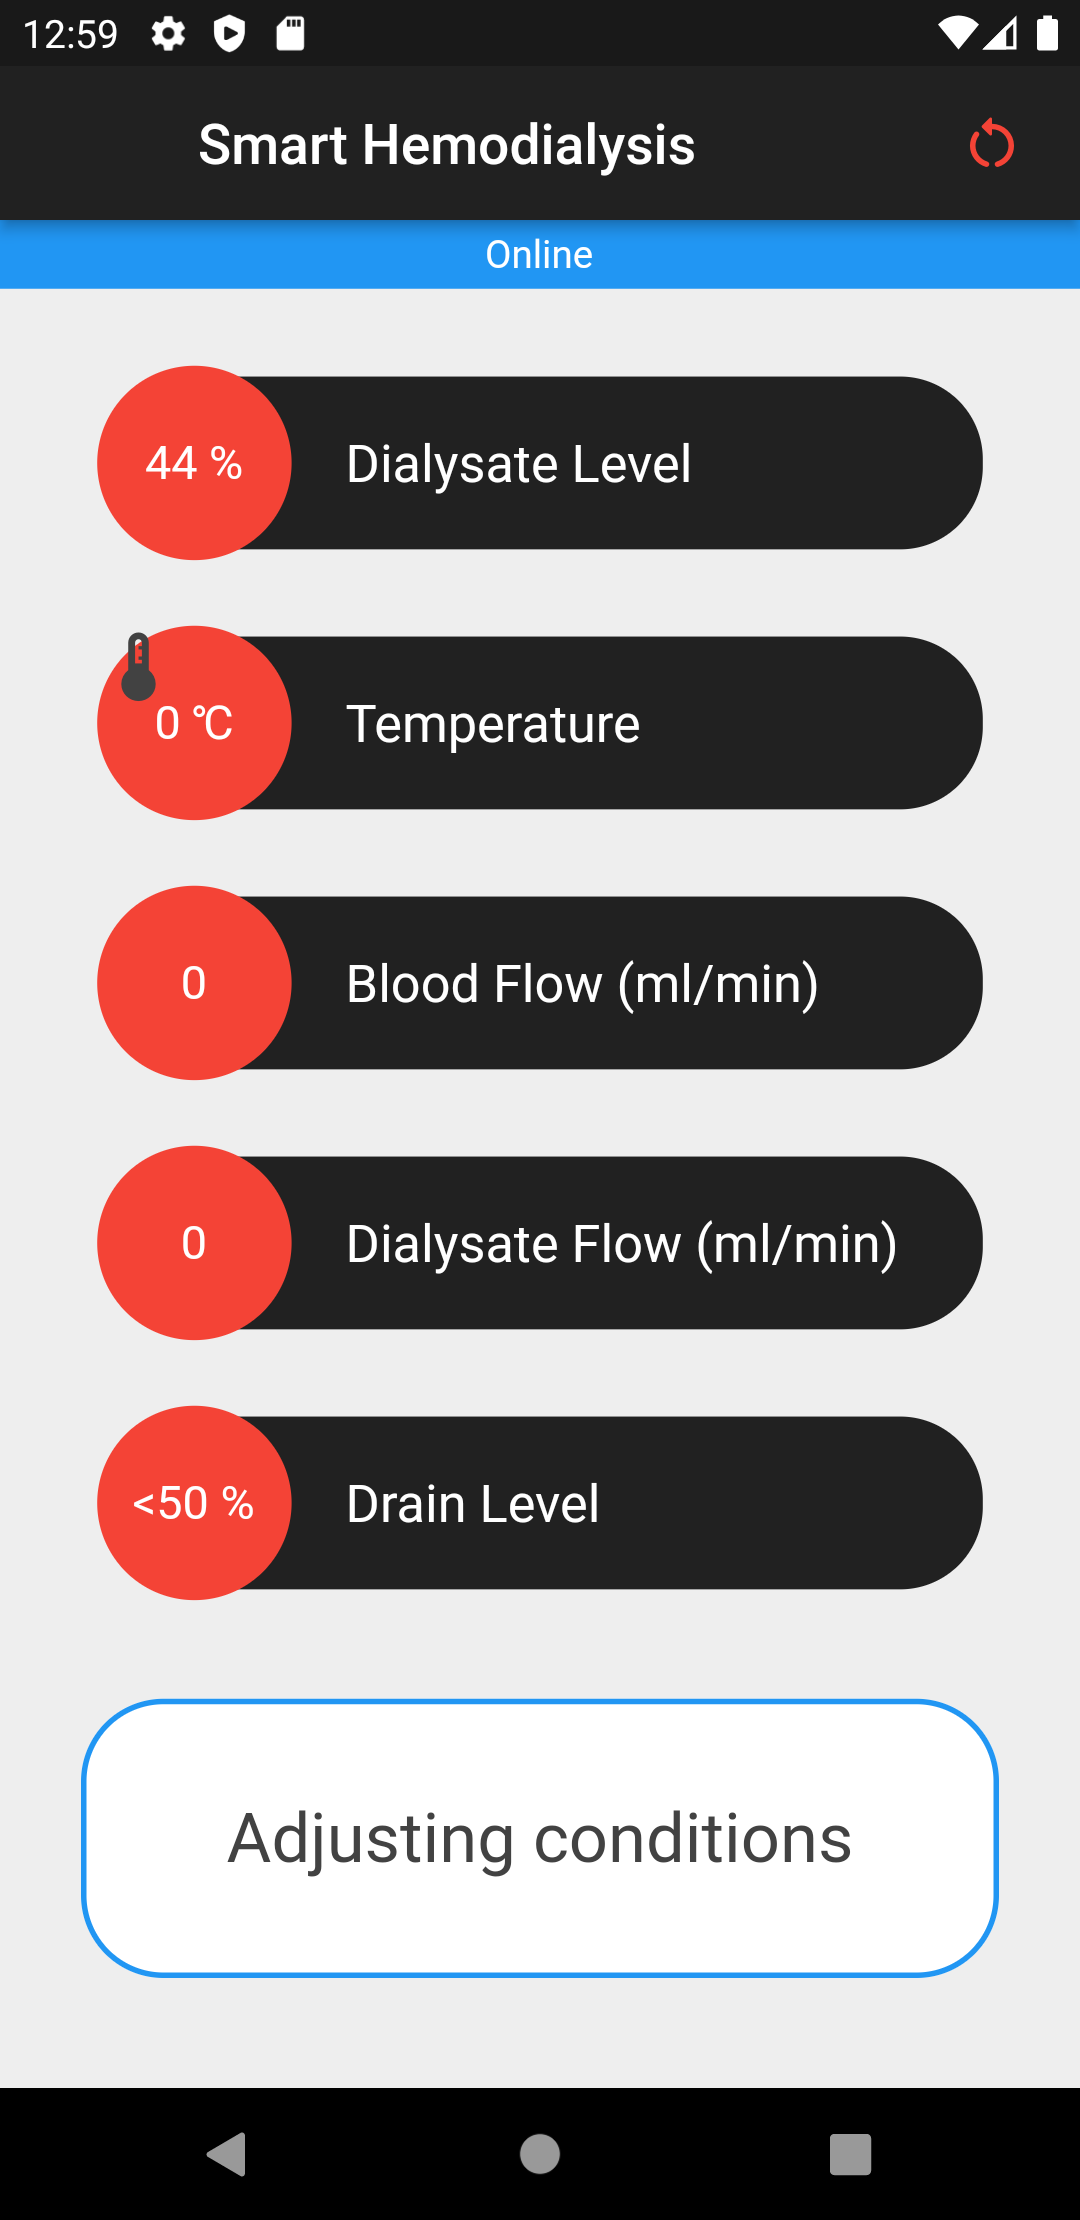 12:59
Smart Hemodialysis
Online
44 %
Dialysate Level
0 °C
Temperature
0
Blood Flow (ml/min)
0
Dialysate Flow (ml/min)
<50 %
Drain Level
Adjusting conditions